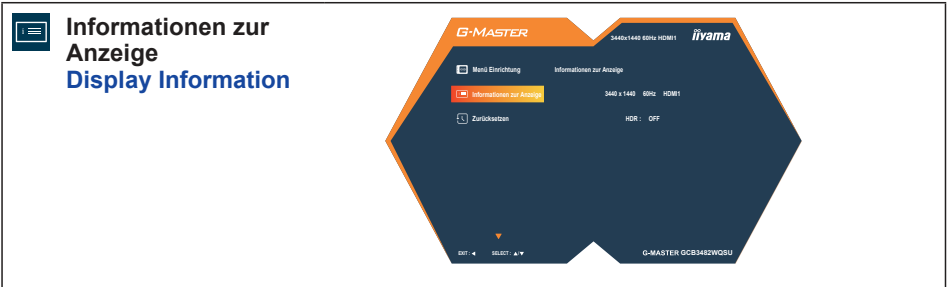 Informationen zur
Anzeige
Display Information
G-MASTER
3440x1440 60Hz HDMI1
iiyama
Menü Einrichtung
Informationen zur Anzeige
Informationen zur Anzeige
3440 x 1440 60Hz HDMI1
Zurücksetzen
HDR : OFF
EXIT : ◀ SELECT : ▲/▼
G-MASTER GCB3482WQSU